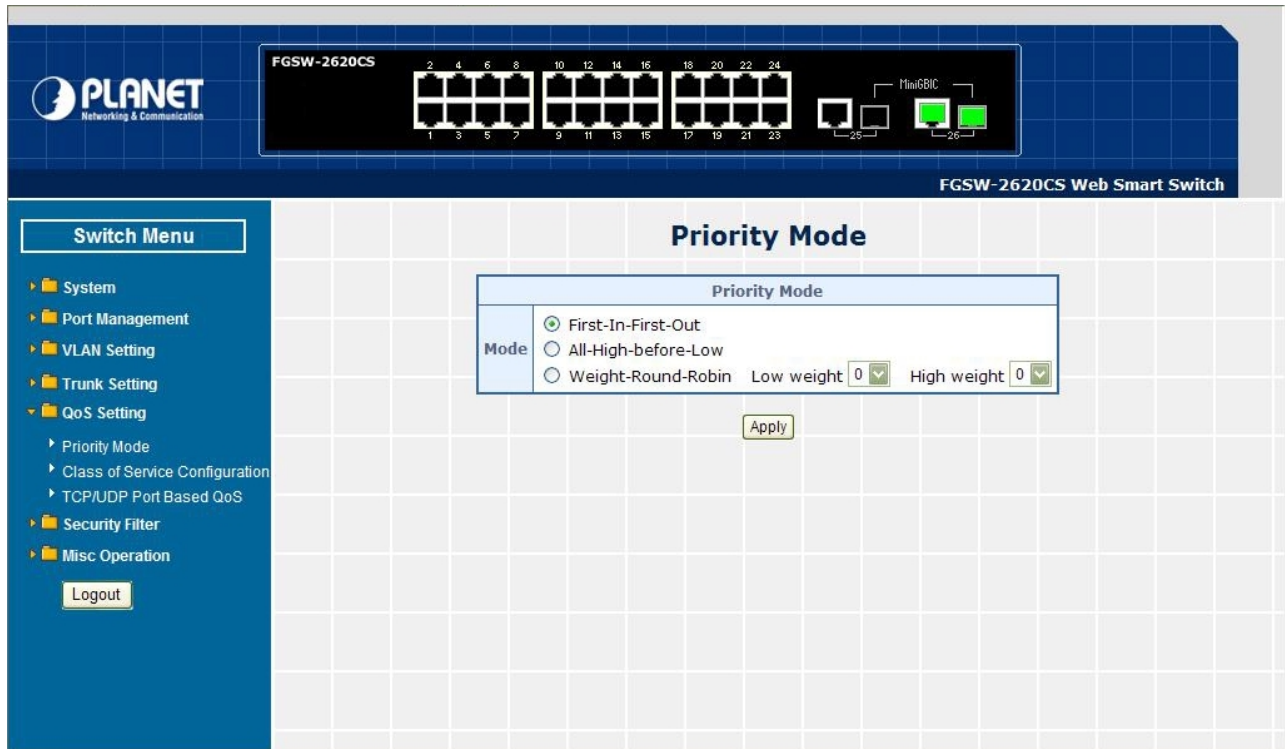 FGSW-2620CS
2 4 6 8 10 12 14 16 18 20 22 24
MiniGBIC
PLANET
Networking & Communication
1 3 5 7 9 11 13 15 17 19 21 23
25 26
FGSW-2620CS Web Smart Switch
Switch Menu
System
Port Management
VLAN Setting
Trunk Setting
QoS Setting
Priority Mode
Class of Service Configuration
TCP/UDP Port Based QoS
Security Filter
Misc Operation
Logout
Priority Mode
Priority Mode
Mode
First-In-First-Out
All-High-before-Low
Weight-Round-Robin Low weight 0 High weight 0
Apply